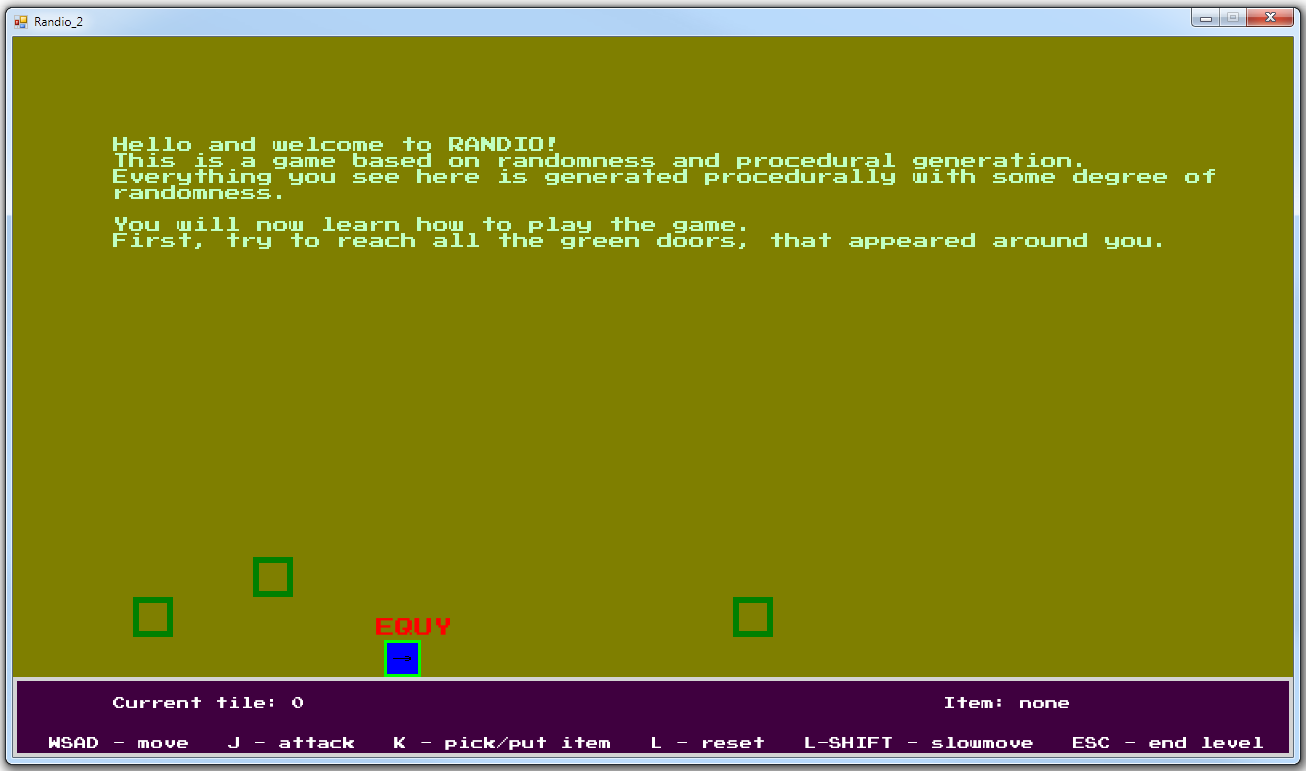 Randio_2
Hello and welcome to RANDIO!
This is a game based on randomness and procedural generation.
Everything you see here is generated procedurally with some degree of
randomness.
You will now learn how to play the game.
First, try to reach all the green doors, that appeared around you.
EQUY
→
Current tile: 0 Item: none
WSAD - move J - attack K - pick/put item L - reset L-SHIFT - slowmove ESC - end level